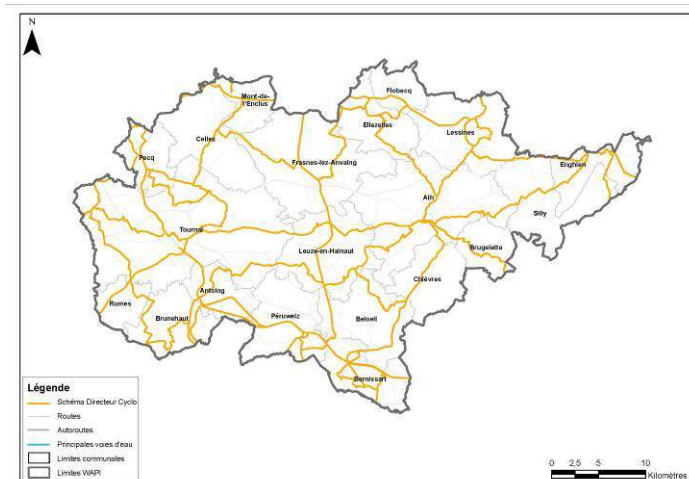 N
Mont-de-
l'Enclus
Flobecq
Ellezelles
Celles
Lessines
Pecq
Frasnes-lez-Anvaing
Enghien
Ath
Silly
Tournai
Leuze-en-Hainaut
Brugelette
Chièvres
Antoing
Rumes
Brunehaut
Péruwelz
Beloeil
Bernissart
Légende
Schéma Directeur Cyclo
Routes
Autoroutes
Principales voies d'eau
Limites communales
Limites WAPI
0 2,5 5 10
Kilomètres